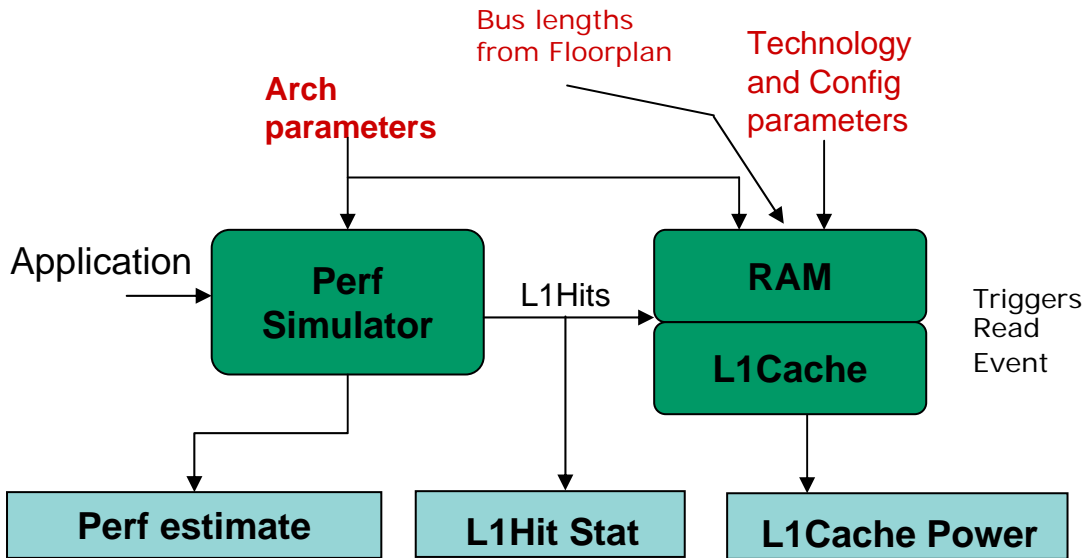 Bus lengths
from Floorplan
Technology
and Config
parameters
Arch
parameters
Application
Perf
Simulator
L1Hits
RAM
L1Cache
Triggers
Read
Event
Perf estimate
L1Hit Stat
L1Cache Power